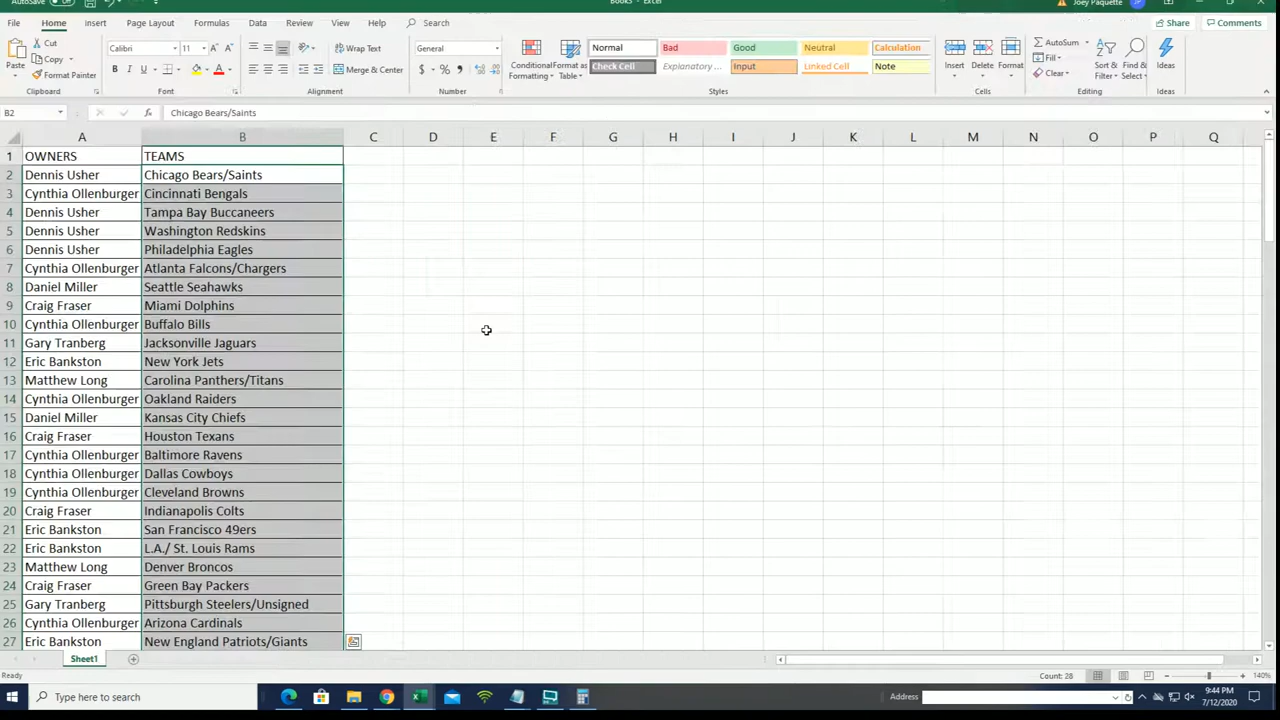 AutoSave Off
Book5 - Excel
Joey Paquette JP
File Home Insert Page Layout Formulas Data Review View Help Search Share Comments
Paste Cut Copy Format Painter
Calibri 11 Wrap Text Merge & Center General
B I U $ % ,
Conditional Formatting Format as Table
Normal Bad Good Neutral Calculation
Check Cell Explanatory ... Input Linked Cell Note
Insert Delete Format
AutoSum Fill Clear
Sort & Filter Find & Select Ideas
Clipboard Font Alignment Number Styles Cells Editing Ideas
B2 fx Chicago Bears/Saints
A B C D E F G H I J K L M N O P Q
1 OWNERS TEAMS
2 Dennis Usher Chicago Bears/Saints
3 Cynthia Ollenburger Cincinnati Bengals
4 Dennis Usher Tampa Bay Buccaneers
5 Dennis Usher Washington Redskins
6 Dennis Usher Philadelphia Eagles
7 Cynthia Ollenburger Atlanta Falcons/Chargers
8 Daniel Miller Seattle Seahawks
9 Craig Fraser Miami Dolphins
10 Cynthia Ollenburger Buffalo Bills
11 Gary Tranberg Jacksonville Jaguars
12 Eric Bankston New York Jets
13 Matthew Long Carolina Panthers/Titans
14 Cynthia Ollenburger Oakland Raiders
15 Daniel Miller Kansas City Chiefs
16 Craig Fraser Houston Texans
17 Cynthia Ollenburger Baltimore Ravens
18 Cynthia Ollenburger Dallas Cowboys
19 Cynthia Ollenburger Cleveland Browns
20 Craig Fraser Indianapolis Colts
21 Eric Bankston San Francisco 49ers
22 Eric Bankston L.A./ St. Louis Rams
23 Matthew Long Denver Broncos
24 Craig Fraser Green Bay Packers
25 Gary Tranberg Pittsburgh Steelers/Unsigned
26 Cynthia Ollenburger Arizona Cardinals
27 Eric Bankston New England Patriots/Giants
Sheet1
Ready Count: 28 140%
Type here to search Address 9:44 PM
7/12/2020